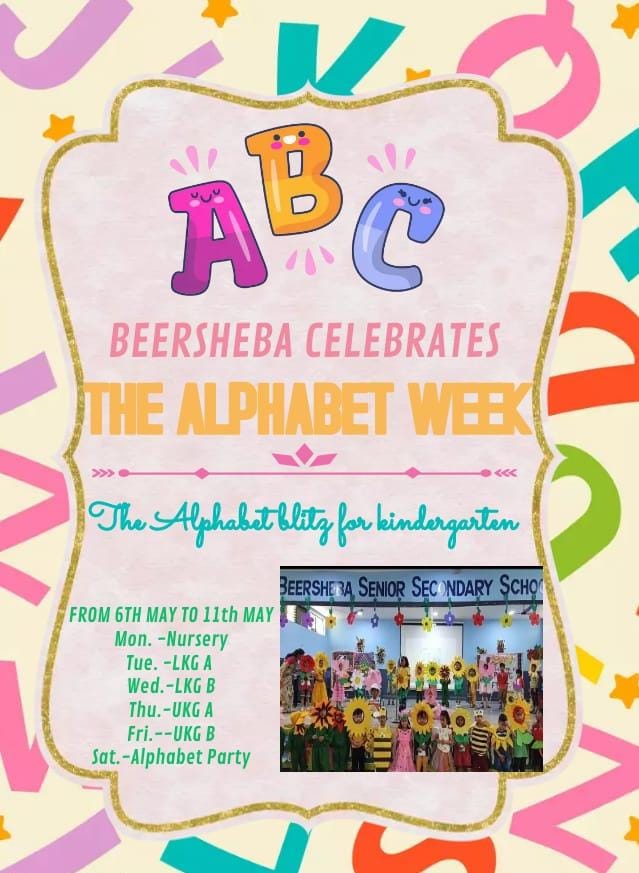 ABC
BEERSHEBA CELEBRATES
THE ALPHABET WEEK
The Alphabet blitz for kindergarten
BEERSHEBA SENIOR SECONDARY SCHOO
FROM 6TH MAY TO 11th MAY
Mon. -Nursery
Tue. -LKG A
Wed.-LKG B
Thu.-UKG A
Fri.--UKG B
Sat.-Alphabet Party